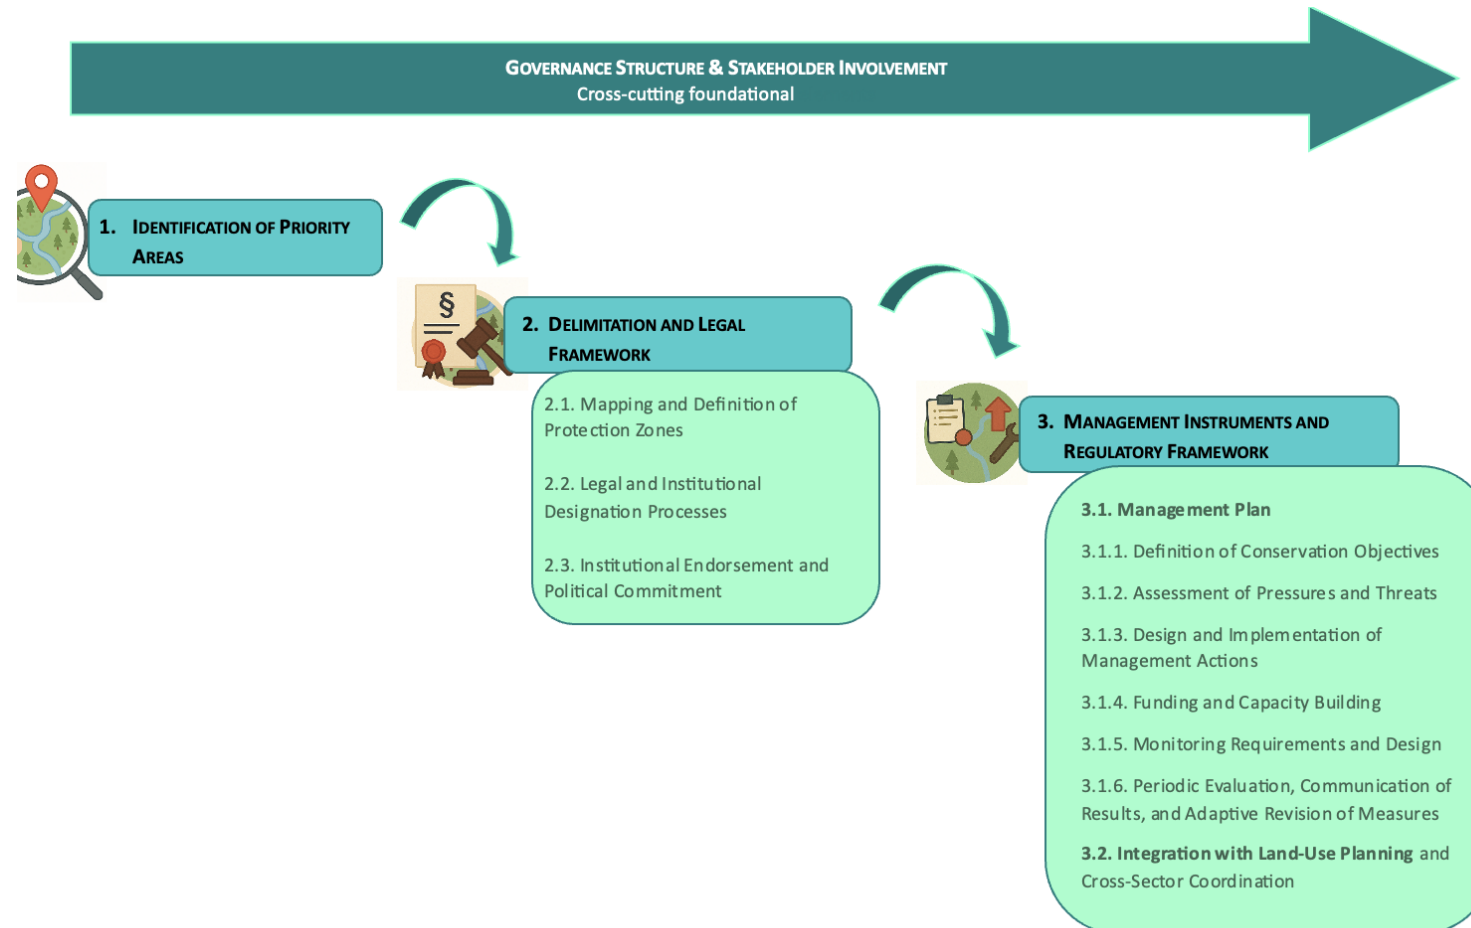 GOVERNANCE STRUCTURE & STAKEHOLDER INVOLVEMENT
Cross-cutting foundational
1. IDENTIFICATION OF PRIORITY
AREAS
§
2. DELIMITATION AND LEGAL
FRAMEWORK
2.1. Mapping and Definition of
Protection Zones
2.2. Legal and Institutional
Designation Processes
2.3. Institutional Endorsement and
Political Commitment
3. MANAGEMENT INSTRUMENTS AND
REGULATORY FRAMEWORK
3.1. Management Plan
3.1.1. Definition of Conservation Objectives
3.1.2. Assessment of Pressures and Threats
3.1.3. Design and Implementation of
Management Actions
3.1.4. Funding and Capacity Building
3.1.5. Monitoring Requirements and Design
3.1.6. Periodic Evaluation, Communication of
Results, and Adaptive Revision of Measures
3.2. Integration with Land-Use Planning and
Cross-Sector Coordination